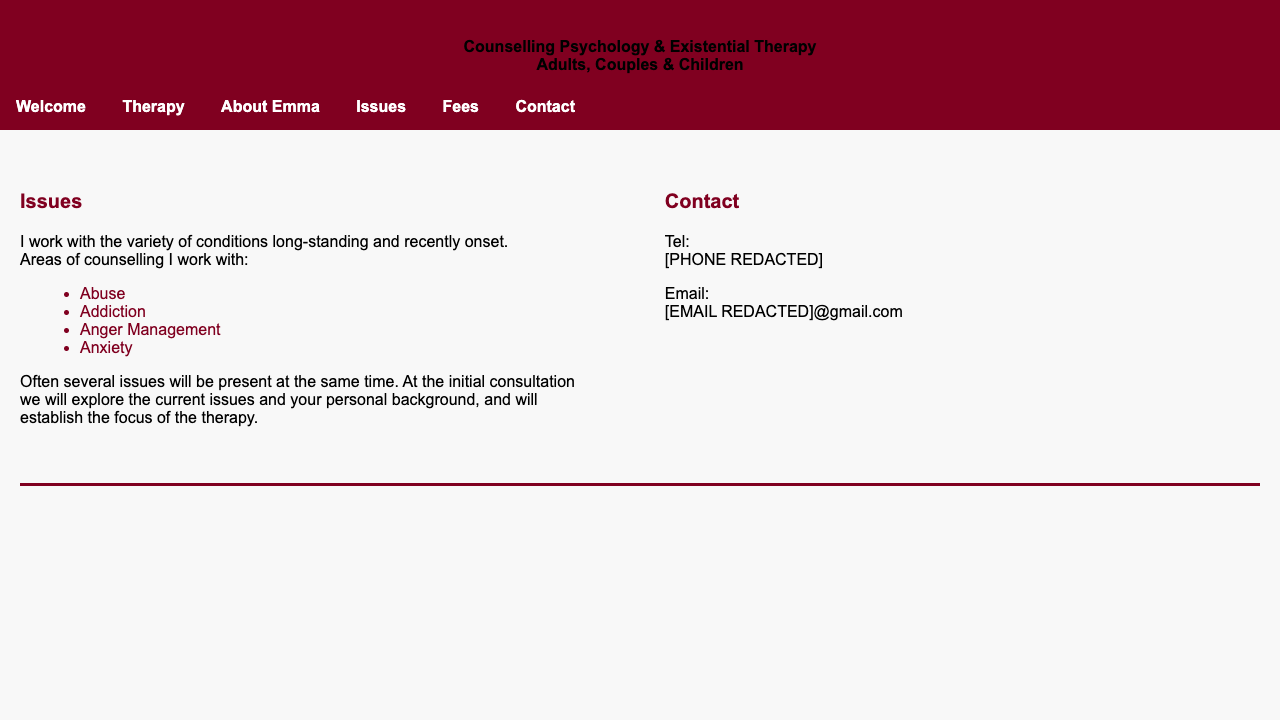 Counselling Psychology & Existential Therapy
Adults, Couples & Children
Welcome Therapy About Emma Issues Fees Contact
Issues
I work with the variety of conditions long-standing and recently onset.
Areas of counselling I work with:
• Abuse
• Addiction
• Anger Management
• Anxiety
Often several issues will be present at the same time. At the initial consultation
we will explore the current issues and your personal background, and will
establish the focus of the therapy.
Contact
Tel:
[PHONE REDACTED]
Email:
[EMAIL REDACTED]@gmail.com